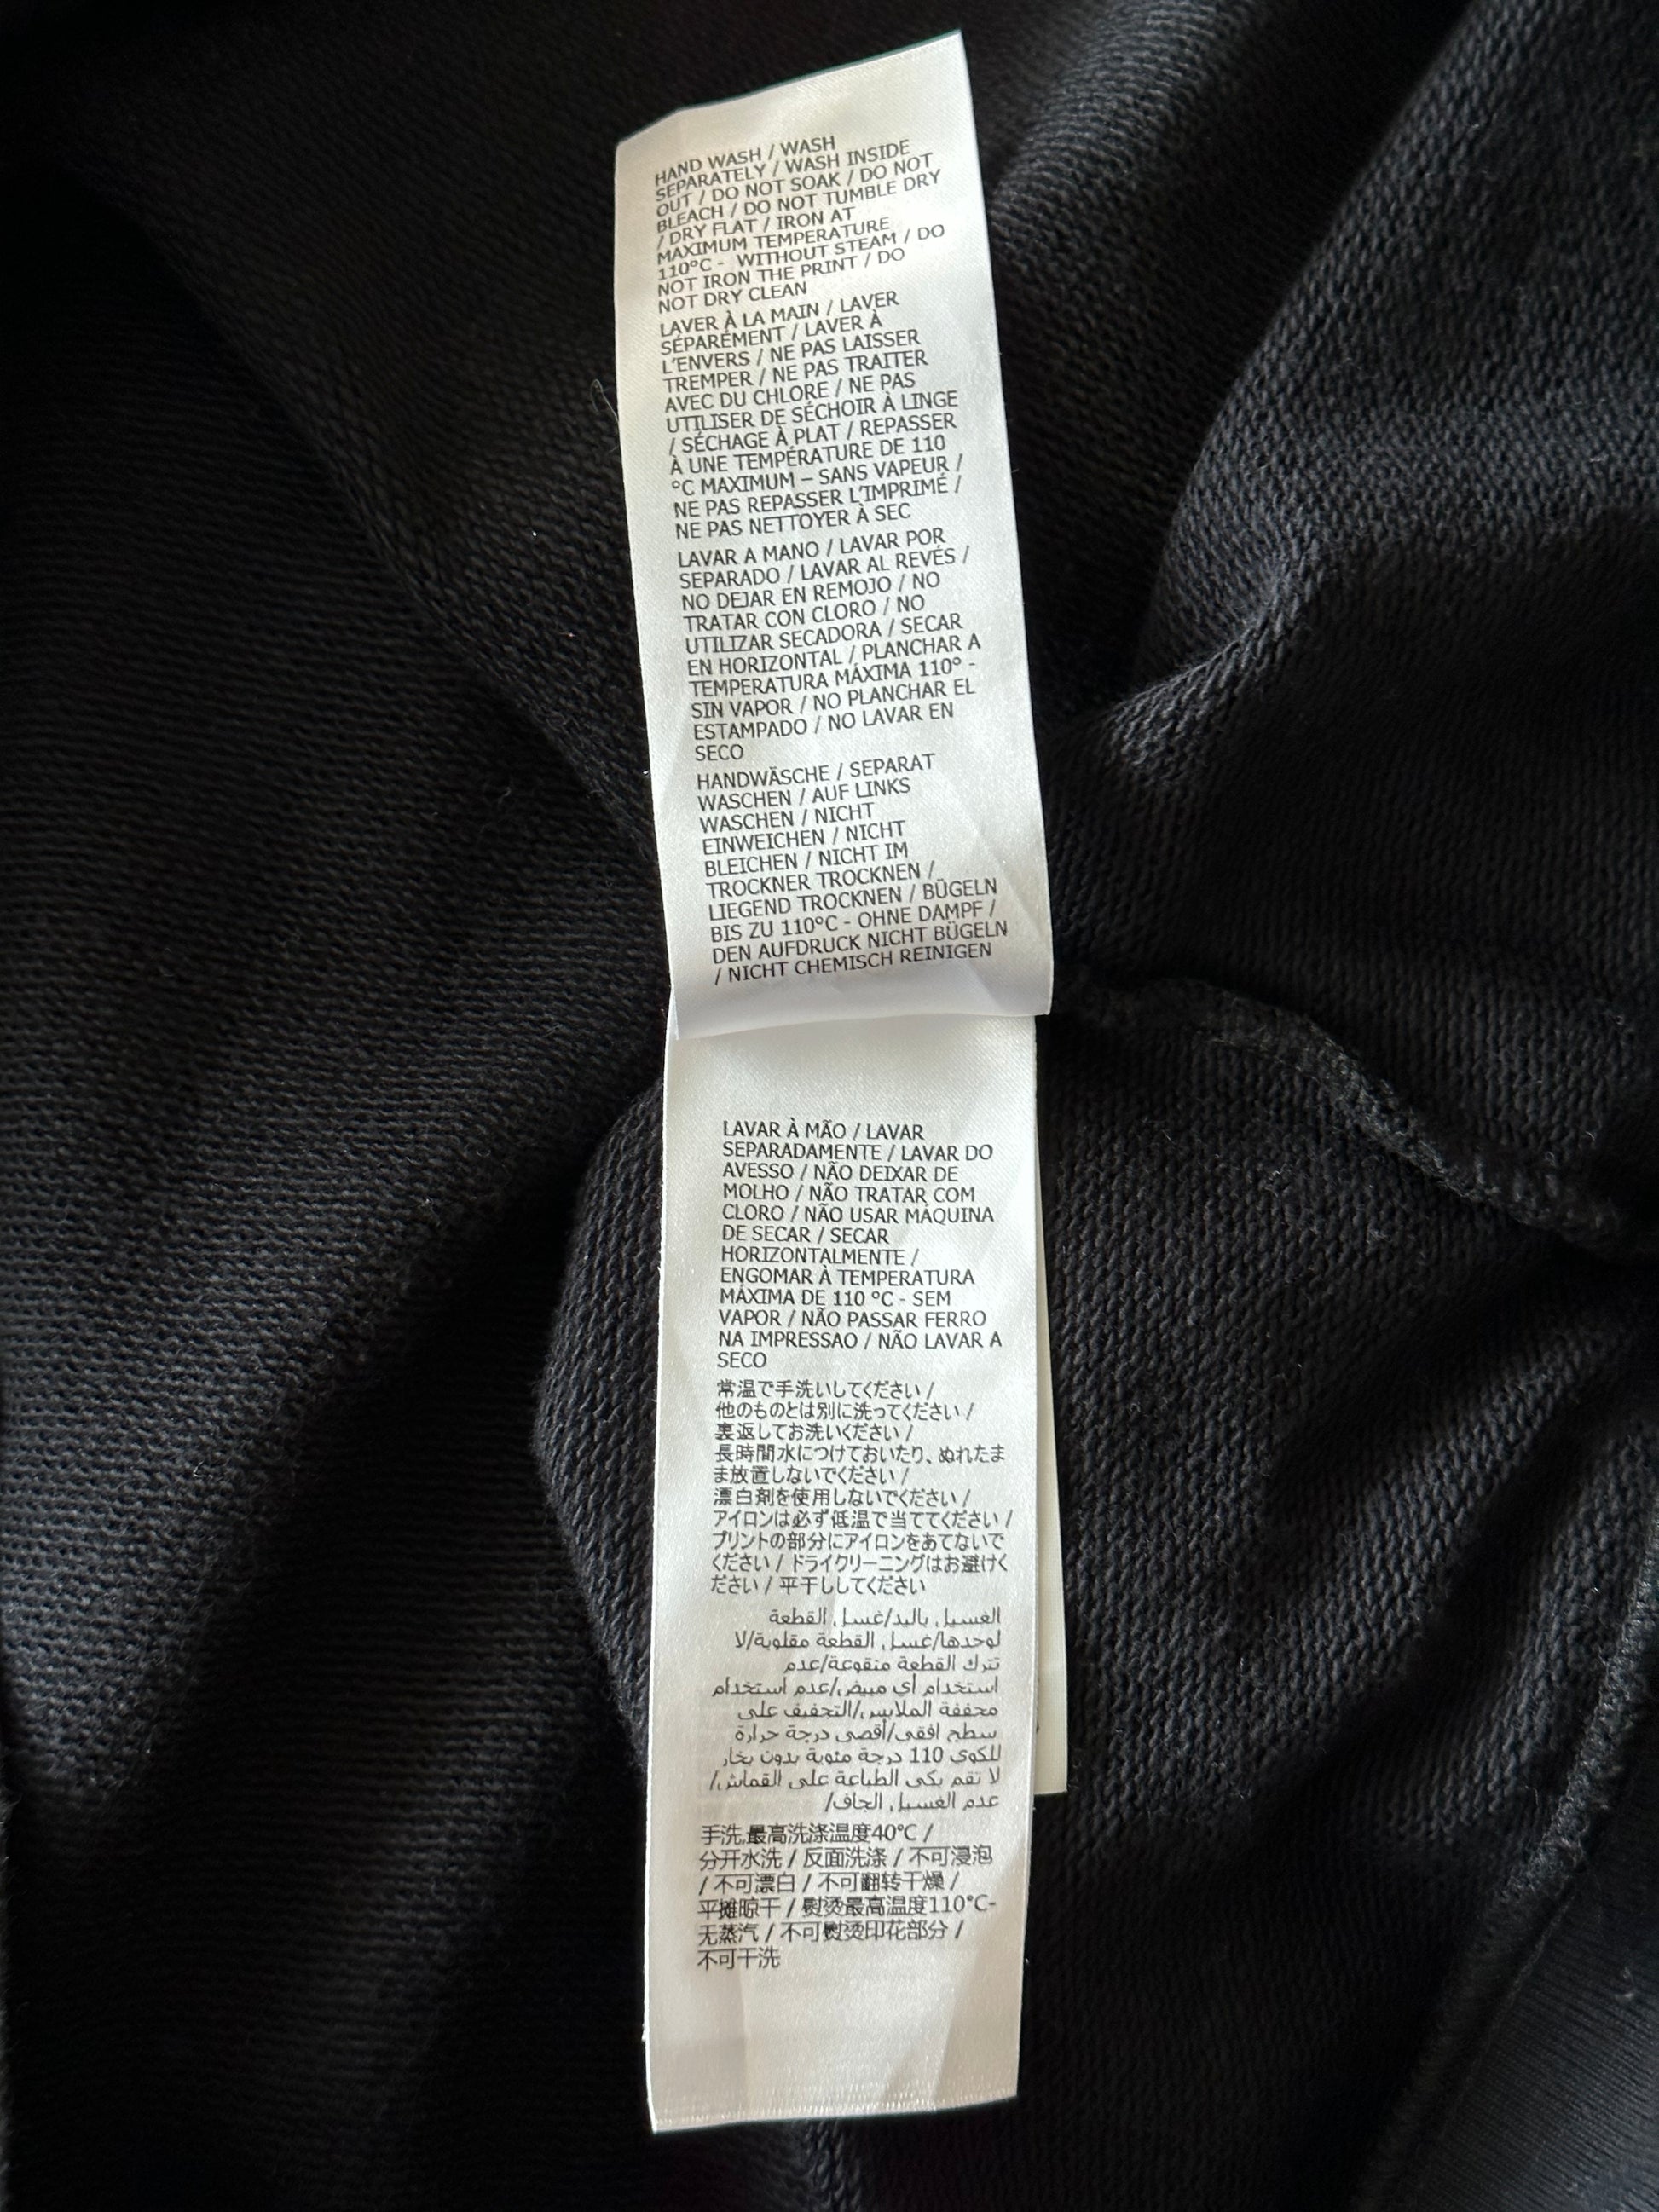 HAND WASH / WASH
SEPARATELY / WASH INSIDE
OUT / DO NOT SOAK / DO NOT
BLEACH / DO NOT TUMBLE DRY
/ DRY FLAT / IRON AT
MAXIMUM TEMPERATURE
110°C - WITHOUT STEAM / DO
NOT IRON THE PRINT / DO
NOT DRY CLEAN
LAVER À LA MAIN / LAVER
SÉPARÉMENT / LAVER À
L'ENVERS / NE PAS LAISSER
TREMPER / NE PAS TRAITER
AVEC DU CHLORE / NE PAS
UTILISER DE SÉCHOIR À LINGE
/ SÉCHAGE À PLAT / REPASSER
À UNE TEMPÉRATURE DE 110
°C MAXIMUM – SANS VAPEUR /
NE PAS REPASSER L'IMPRIMÉ /
NE PAS NETTOYER À SEC
LAVAR A MANO / LAVAR POR
SEPARADO / LAVAR AL REVÉS /
NO DEJAR EN REMOJO / NO
TRATAR CON CLORO / NO
UTILIZAR SECADORA / SECAR
EN HORIZONTAL / PLANCHAR A
TEMPERATURA MÁXIMA 110° -
SIN VAPOR / NO PLANCHAR EL
ESTAMPADO / NO LAVAR EN
SECO
HANDWÄSCHE / SEPARAT
WASCHEN / AUF LINKS
WASCHEN / NICHT
EINWEICHEN / NICHT
BLEICHEN / NICHT IM
TROCKNER TROCKNEN /
LIEGEND TROCKNEN / BÜGELN
BIS ZU 110°C - OHNE DAMPF /
DEN AUFDRUCK NICHT BÜGELN
/ NICHT CHEMISCH REINIGEN
LAVAR À MÃO / LAVAR
SEPARADAMENTE / LAVAR DO
AVESSO / NÃO DEIXAR DE
MOLHO / NÃO TRATAR COM
CLORO / NÃO USAR MÁQUINA
DE SECAR / SECAR
HORIZONTALMENTE /
ENGOMAR À TEMPERATURA
MÁXIMA DE 110 °C - SEM
VAPOR / NÃO PASSAR FERRO
NA IMPRESSAO / NÃO LAVAR A
SECO
常温で手洗いしてください /
他のものとは別に洗ってください /
裏返してお洗いください /
長時間水につけておいたり、ぬれたま
ま放置しないでください /
漂白剤を使用しないでください /
アイロンは必ず低温で当ててください /
プリントの部分にアイロンをあてないで
ください / ドライクリーニングはお避けく
ださい / 平干ししてください
الغسيل باليد/غسل القطعة
لوحدها/غسل القطعة مقلوبة/لا
تترك القطعة منقوعة/عدم
استخدام أي مبيض/عدم استخدام
مجففة الملابس/التجفيف على
سطح افقي/أقصى درجة حرارة
للكوي 110 درجة مئوية بدون بخار
لا تقم بكى الطباعة على القماش/
عدم الغسيل الجاف/
手洗,最高洗涤温度40℃ /
分开水洗 / 反面洗涤 / 不可浸泡
/ 不可漂白 / 不可翻转干燥 /
平摊晾干 / 熨烫最高温度110°C-
无蒸汽 / 不可熨烫印花部分 /
不可干洗